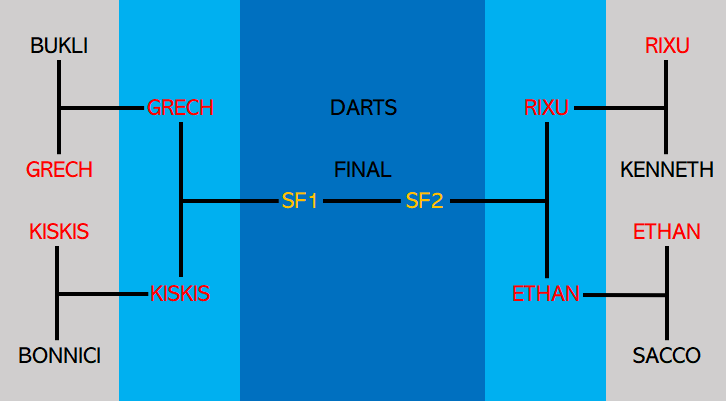 BUKLI
GRECH
GRECH
KISKIS
KISKIS
BONNICI
DARTS
FINAL
SF1
SF2
RIXU
RIXU
KENNETH
ETHAN
ETHAN
SACCO